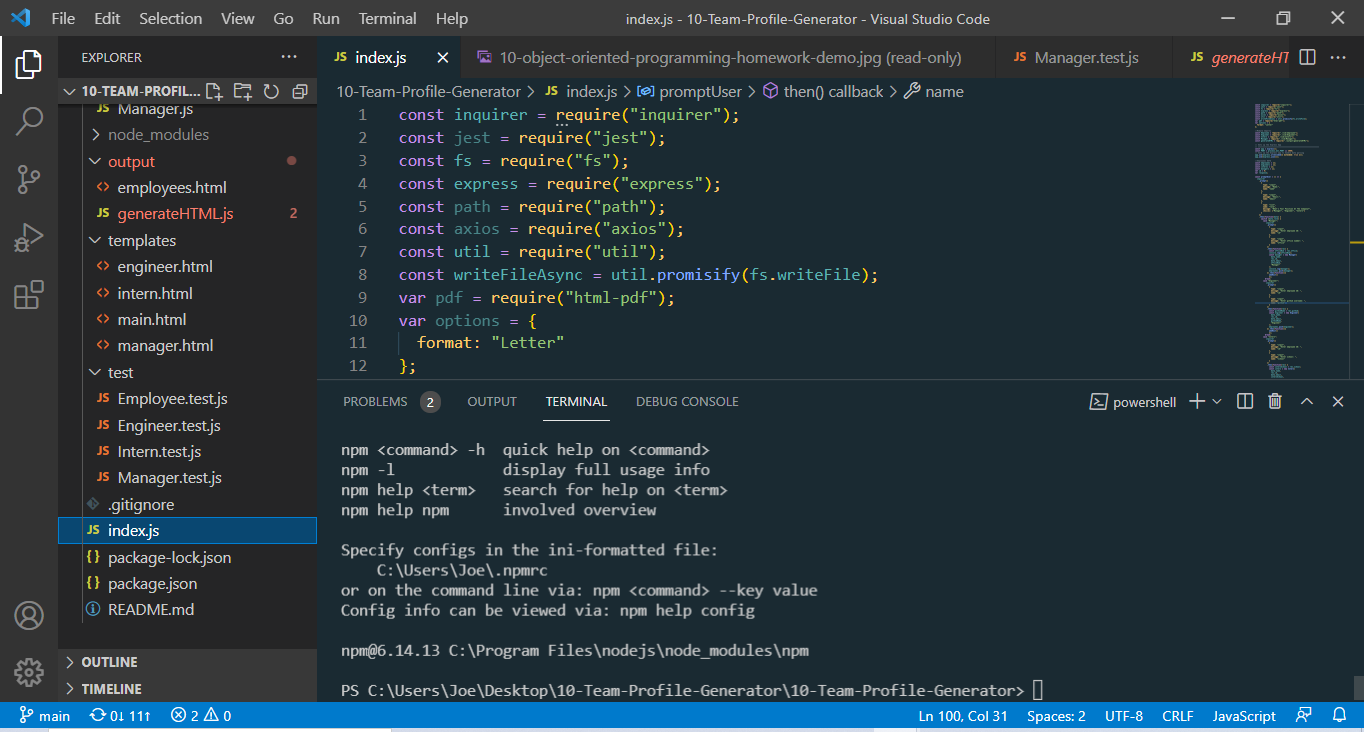 File Edit Selection View Go Run Terminal Help
index.js - 10-Team-Profile-Generator - Visual Studio Code
EXPLORER
10-TEAM-PROFIL...
JS Manager.js
node_modules
output
employees.html
JS generateHTML.js 2
templates
engineer.html
intern.html
main.html
manager.html
test
JS Employee.test.js
JS Engineer.test.js
JS Intern.test.js
JS Manager.test.js
.gitignore
JS index.js
{} package-lock.json
{} package.json
README.md
OUTLINE
TIMELINE
JS index.js
10-object-oriented-programming-homework-demo.jpg (read-only)
JS Manager.test.js
JS generateHT
10-Team-Profile-Generator > JS index.js > promptUser > then() callback > name
1 const inquirer = require("inquirer");
2 const jest = require("jest");
3 const fs = require("fs");
4 const express = require("express");
5 const path = require("path");
6 const axios = require("axios");
7 const util = require("util");
8 const writeFileAsync = util.promisify(fs.writeFile);
9 var pdf = require("html-pdf");
10 var options = {
11 format: "Letter"
12 };
PROBLEMS 2 OUTPUT TERMINAL DEBUG CONSOLE
powershell
npm <command> -h quick help on <command>
npm -l display full usage info
npm help <term> search for help on <term>
npm help npm involved overview
Specify configs in the ini-formatted file:
C:\Users\Joe\.npmrc
or on the command line via: npm <command> --key value
Config info can be viewed via: npm help config
npm@6.14.13 C:\Program Files\nodejs\node_modules\npm
PS C:\Users\Joe\Desktop\10-Team-Profile-Generator\10-Team-Profile-Generator>
main 0↓ 11↑ 2 0
Ln 100, Col 31 Spaces: 2 UTF-8 CRLF JavaScript